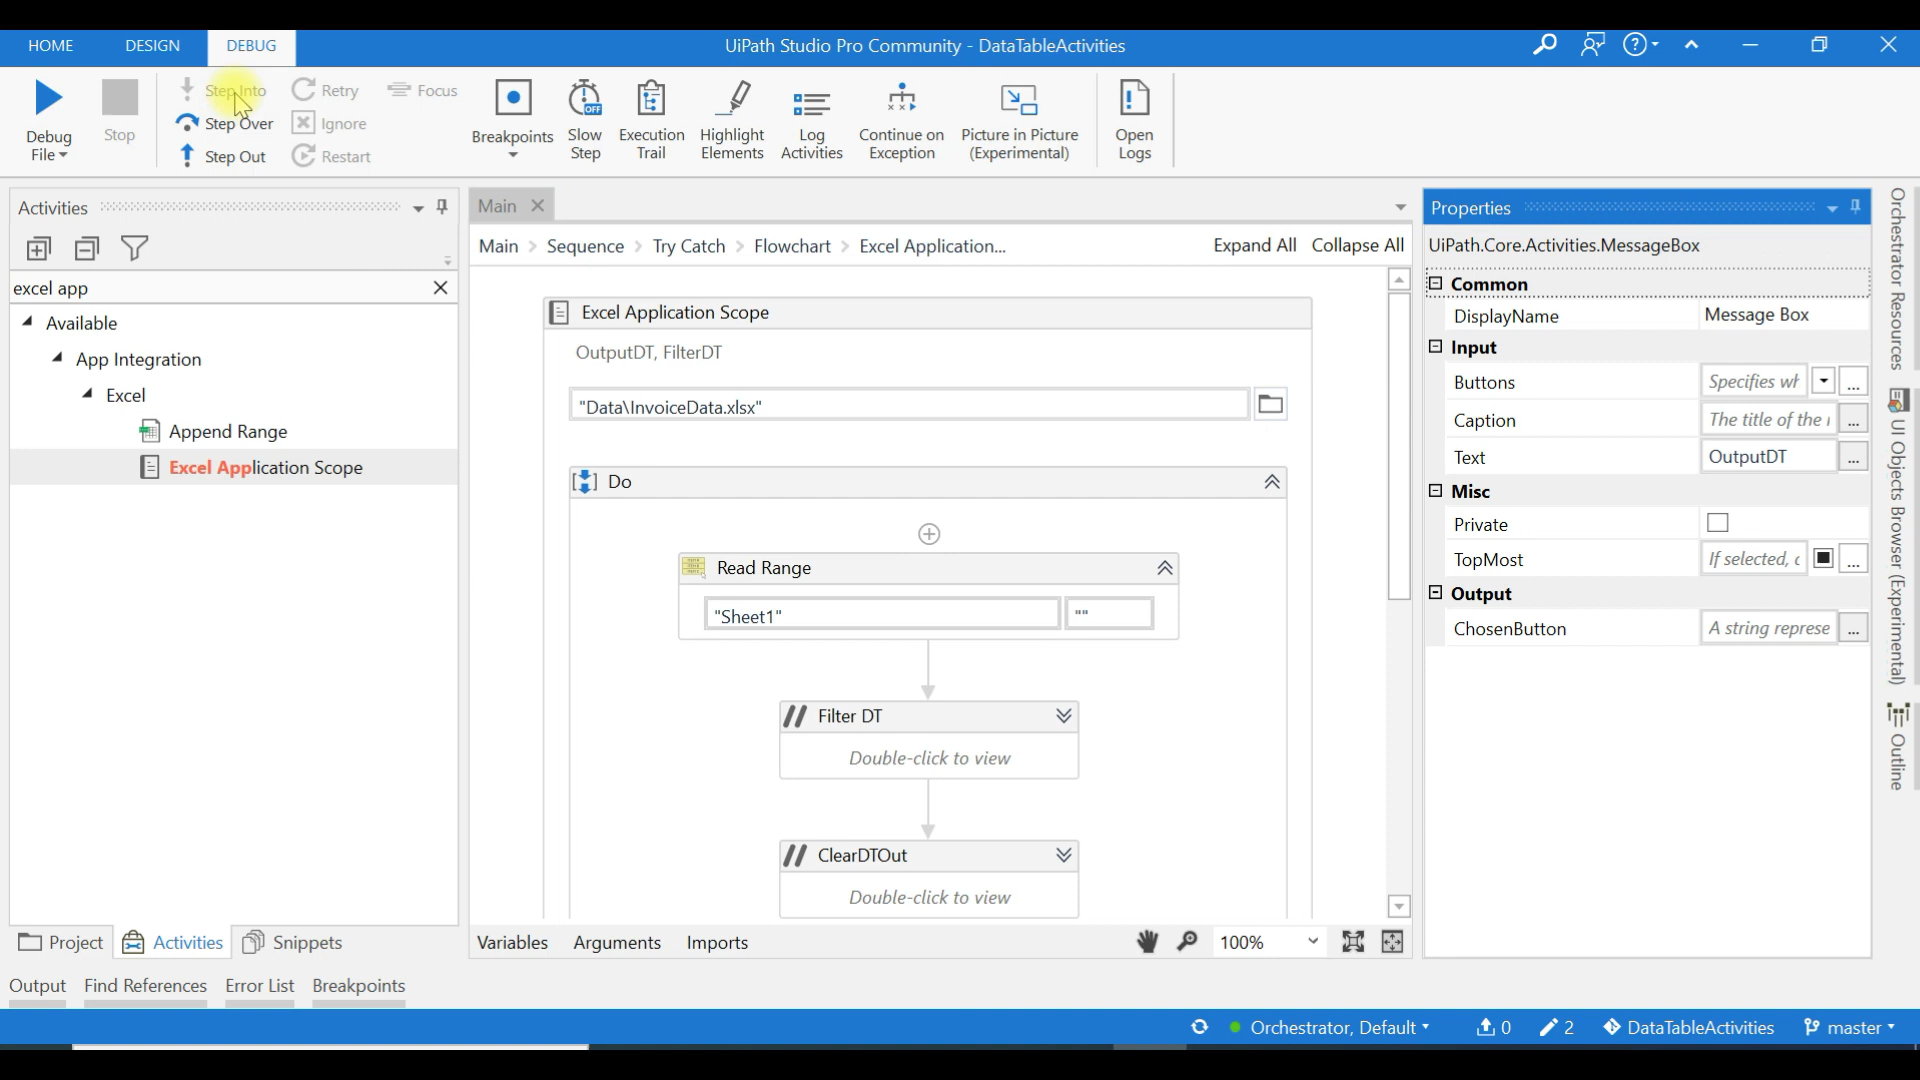 HOME DESIGN DEBUG UiPath Studio Pro Community - DataTableActivities
Debug File
Stop
Step Into
Step Over
Step Out
Retry
Ignore
Restart
Focus
Breakpoints
Slow Step
OFF
Execution Trail
Highlight Elements
Log Activities
Continue on Exception
Picture in Picture (Experimental)
Open Logs
Activities
excel app
Available
App Integration
Excel
Append Range
Excel Application Scope
Project Activities Snippets
Main
Main > Sequence > Try Catch > Flowchart > Excel Application...
Expand All Collapse All
Excel Application Scope
OutputDT, FilterDT
"Data\InvoiceData.xlsx"
Do
Read Range
"Sheet1" ""
// Filter DT
Double-click to view
// ClearDTOut
Double-click to view
Variables Arguments Imports 100%
Properties
UiPath.Core.Activities.MessageBox
Common
DisplayName Message Box
Input
Buttons Specifies wh ...
Caption The title of the ...
Text OutputDT ...
Misc
Private
TopMost If selected, ...
Output
ChosenButton A string represe ...
Orchestrator Resources
UI Objects Browser (Experimental)
Outline
Output Find References Error List Breakpoints
Orchestrator, Default 0 2 DataTableActivities master